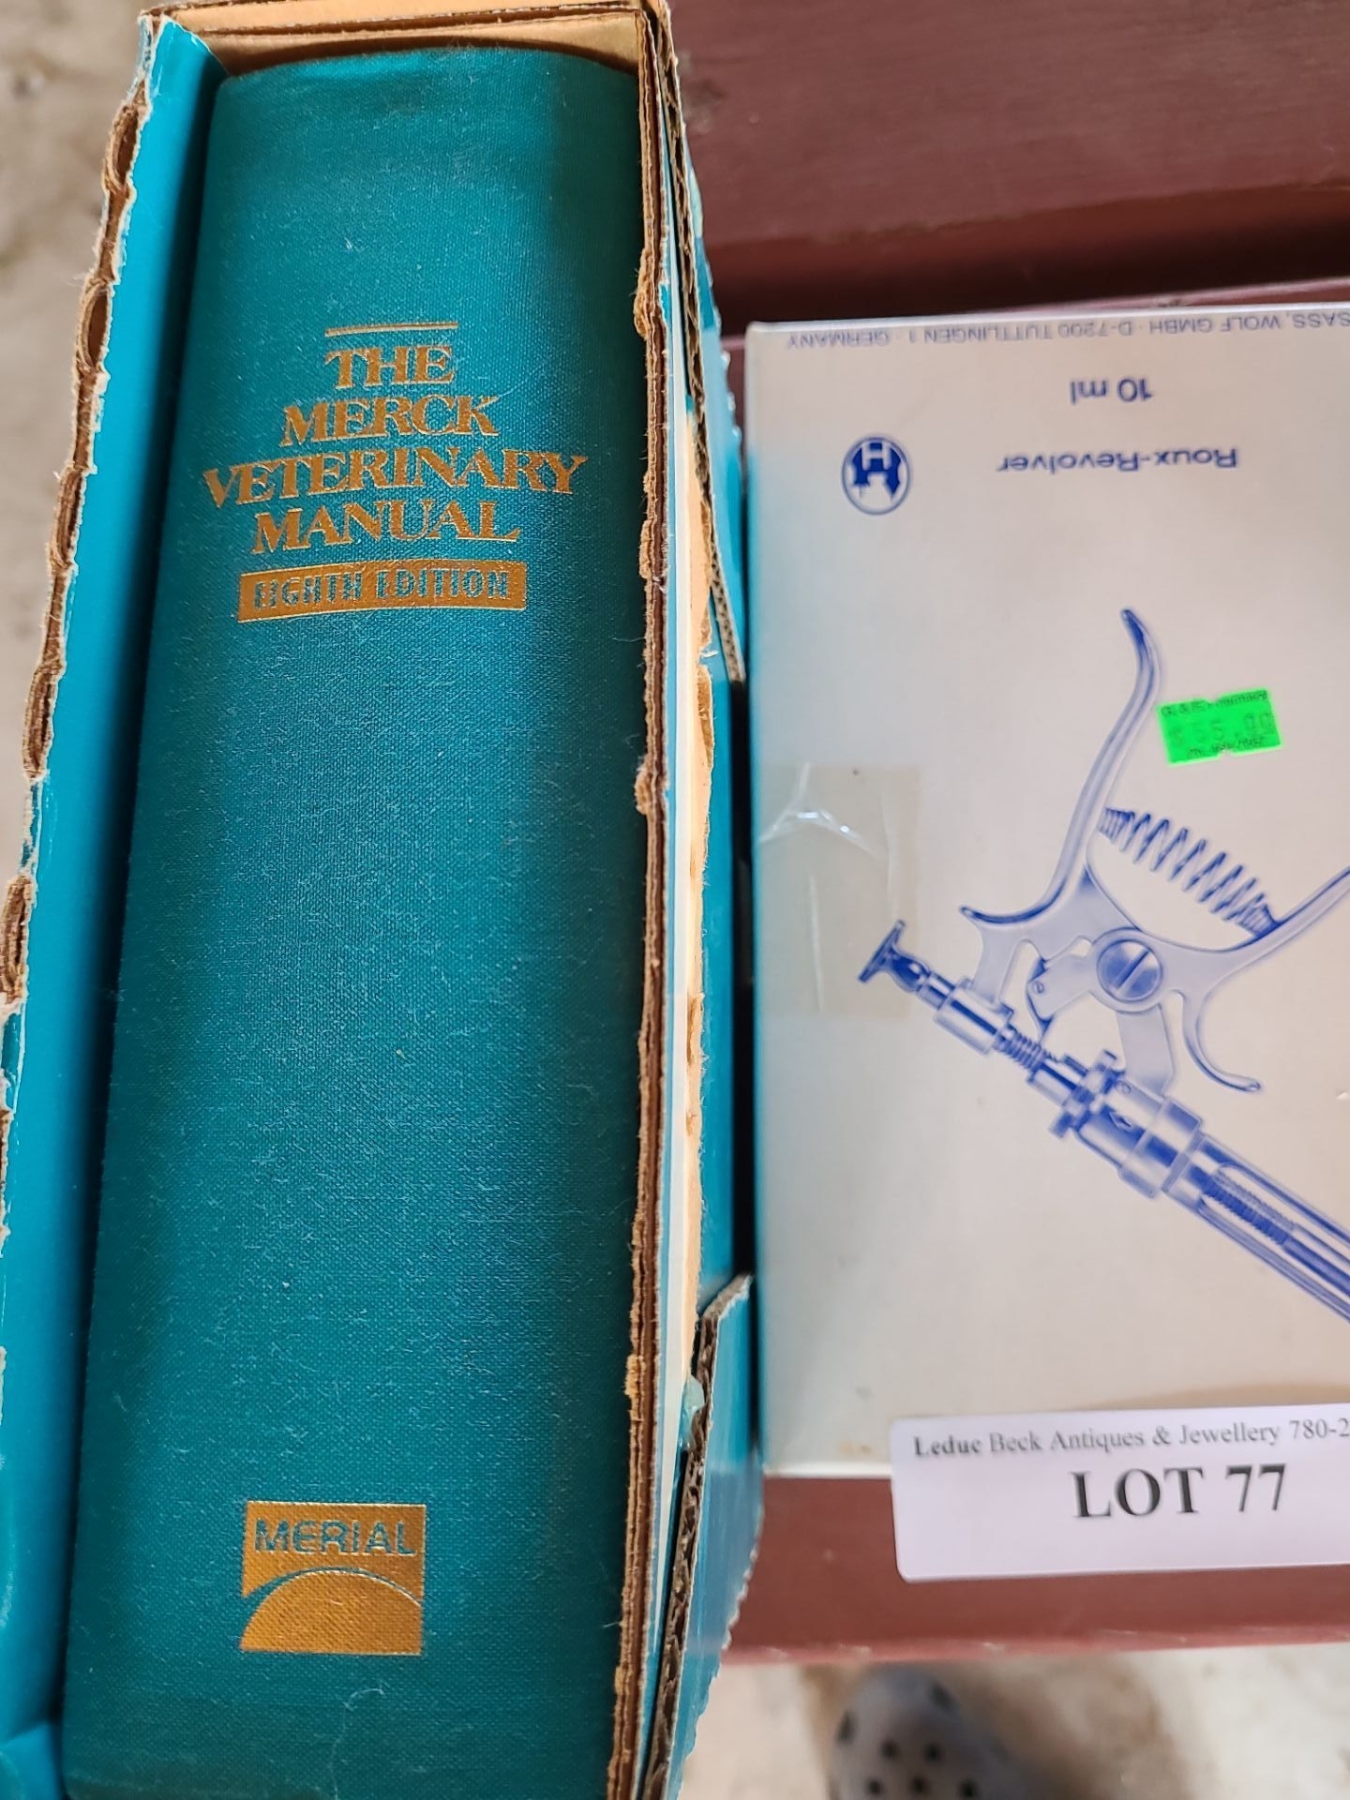 THE
MERCK
VETERINARY
MANUAL
EIGHTH EDITION
MERIAL
SASS, WOLF GMBH · D-7200 TUTTLINGEN 1 · GERMANY
10 ml
Roux-Revolver
Leduc Beck Antiques & Jewellery 780-2
LOT 77